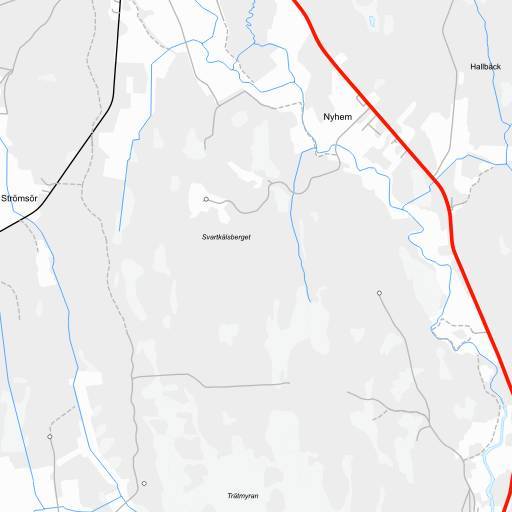 Hallbäck
Nyhem
Strömsör
Svartkälsberget
Trätmyran